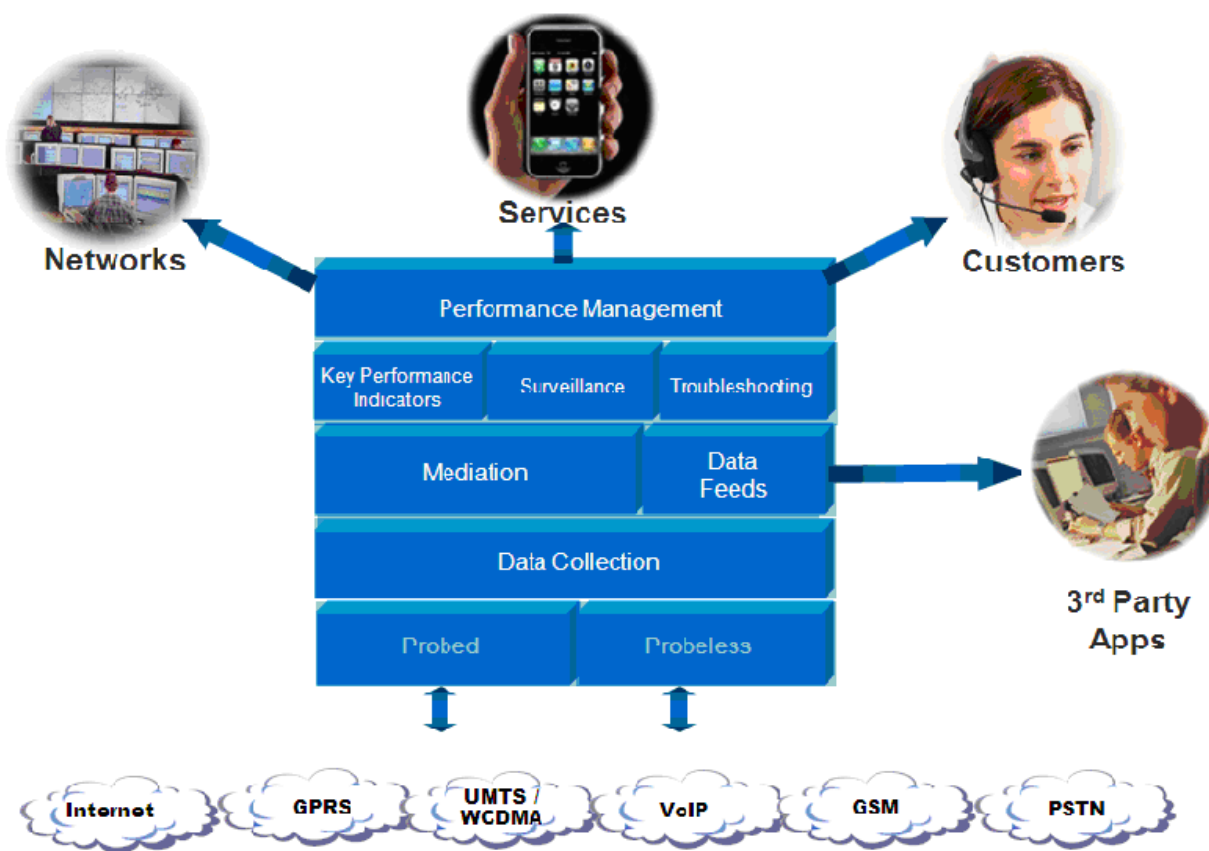 Services
Networks
Customers
Performance Management
Key Performance
Indicators
Surveillance
Troubleshooting
Mediation
Data
Feeds
Data Collection
3rd Party
Apps
Probed
Probeless
Internet
GPRS
UMTS /
WCDMA
VoIP
GSM
PSTN